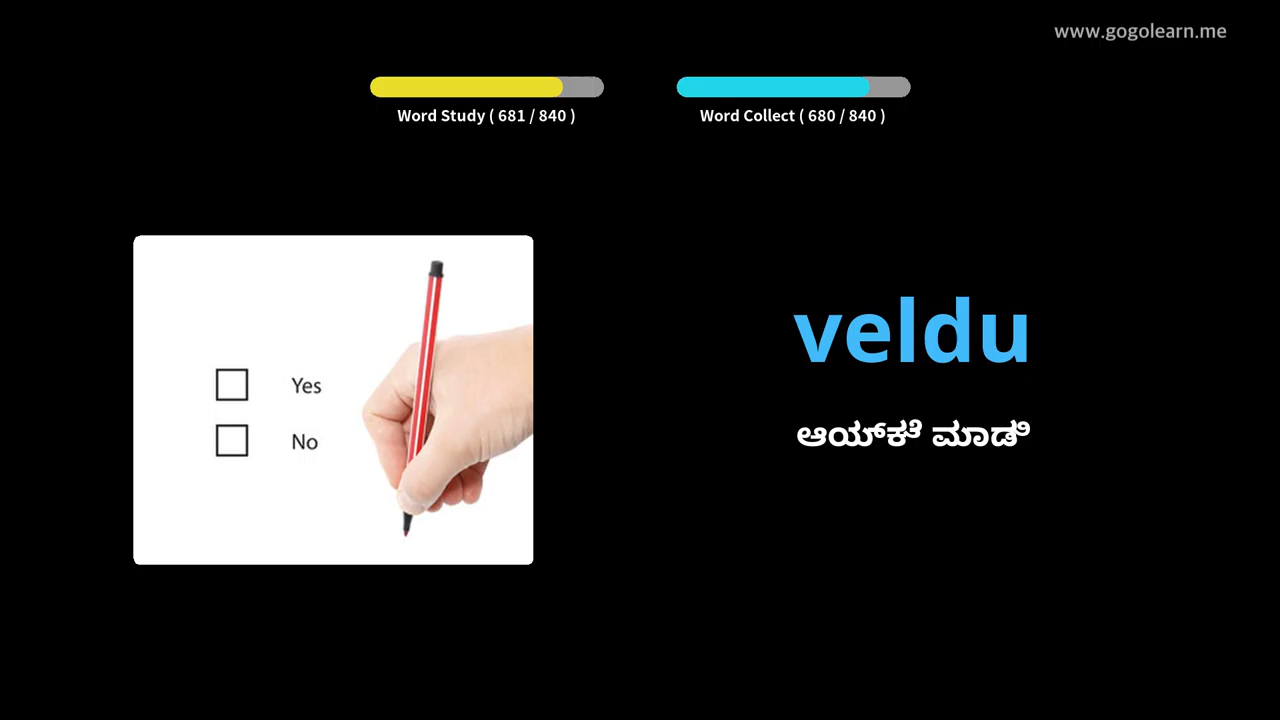 www.gogolearn.me
Word Study ( 681 / 840 )
Word Collect ( 680 / 840 )
Yes
No
veldu
ಆಯ್ಕೆ ಮಾಡಿ